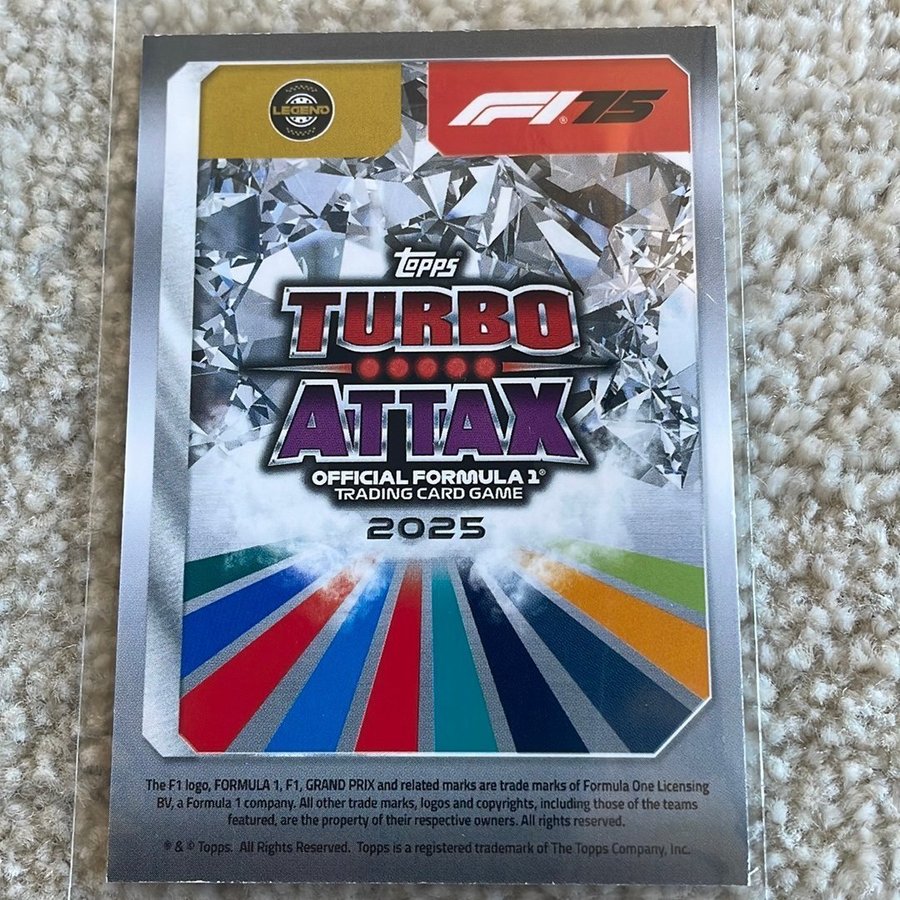 LEGEND
F1® 75
Topps®
TURBO
ATTAX
OFFICIAL FORMULA 1®
TRADING CARD GAME
2025
The F1 logo, FORMULA 1, F1, GRAND PRIX and related marks are trade marks of Formula One Licensing
BV, a Formula 1 company. All other trade marks, logos and copyrights, including those of the teams
featured, are the property of their respective owners. All rights reserved.
® & © Topps. All Rights Reserved. Topps is a registered trademark of The Topps Company, Inc.